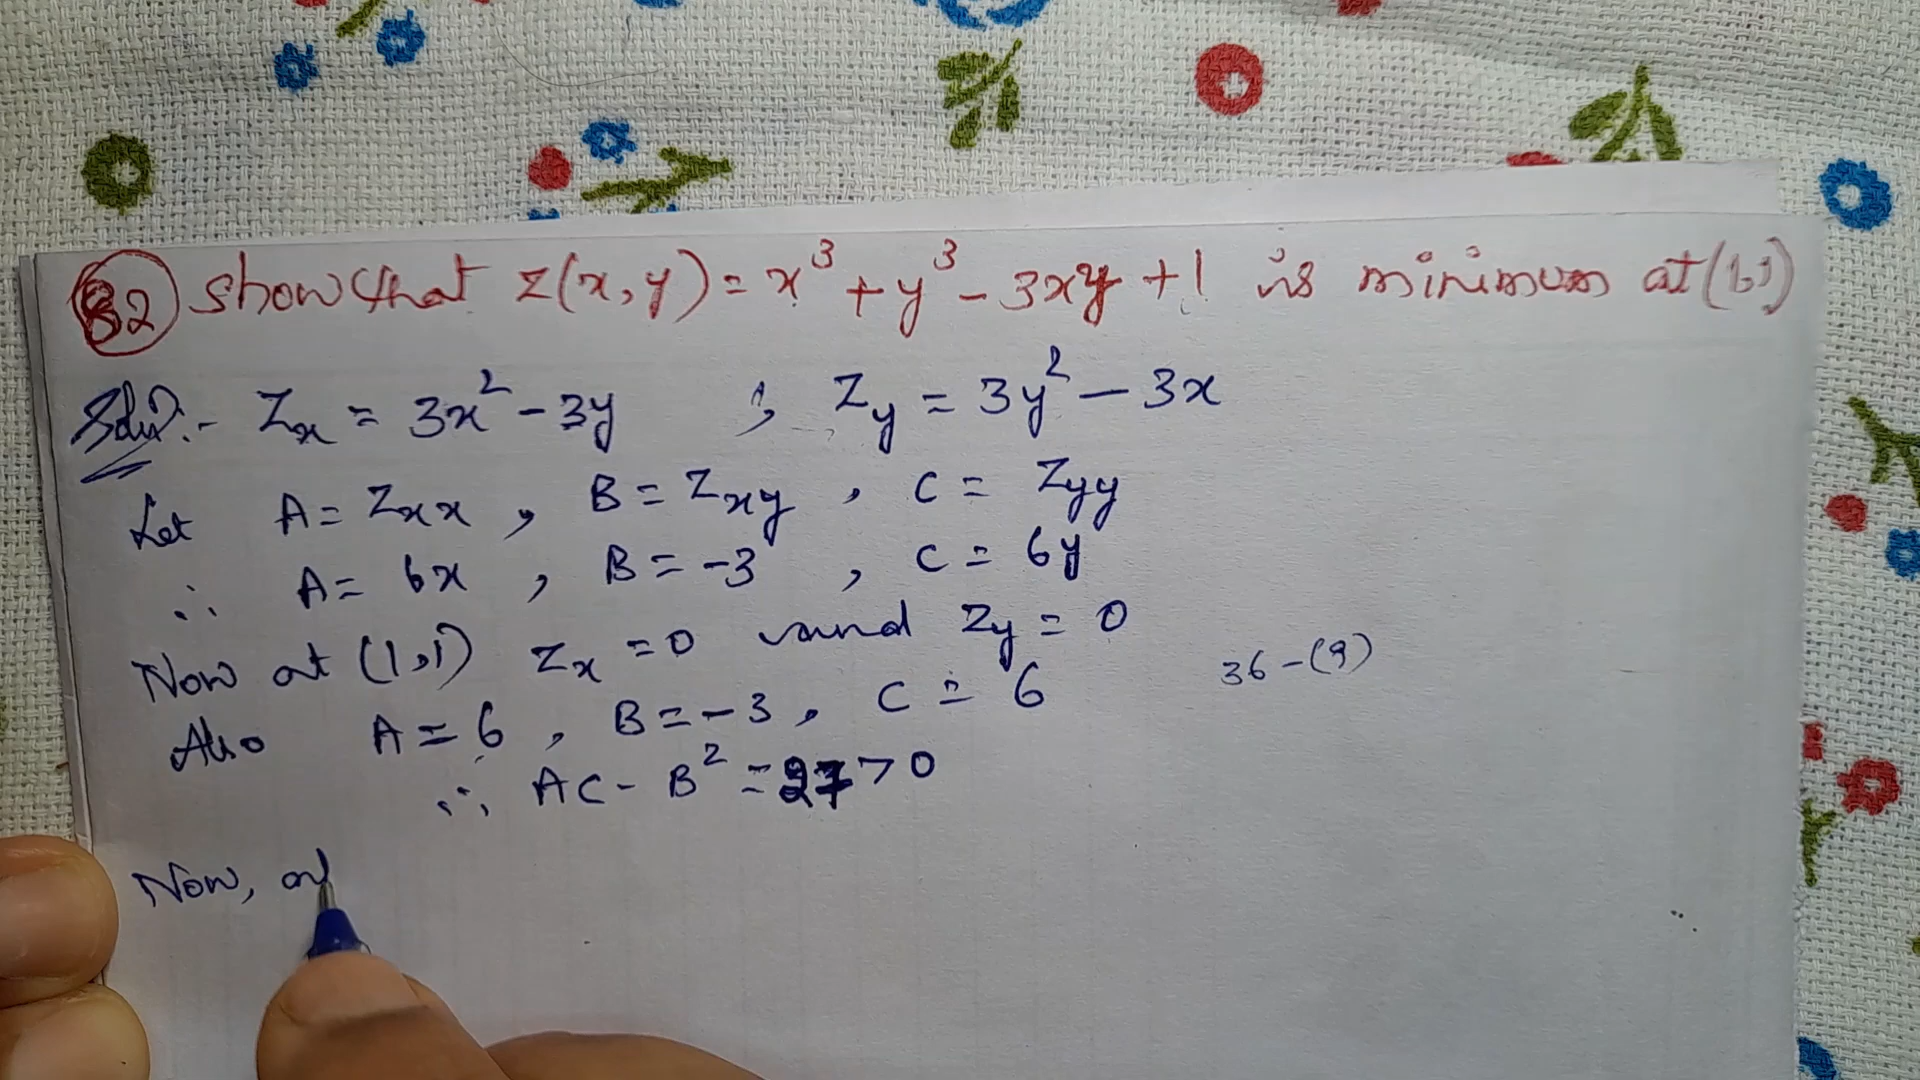 82 show that z(x,y) = x³ + y³ - 3xy + 1 is minimum at (1,1)
Soln:- Zx = 3x² - 3y ; Zy = 3y² - 3x
Let A = Zxx , B = Zxy , C = Zyy
∴ A = 6x , B = -3 , C = 6y
Now at (1,1) Zx = 0 and Zy = 0
36 - (9)
Also A = 6 , B = -3 , C = 6
∴ AC - B² = 27 > 0
Now, at